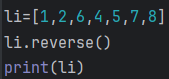 li=[1,2,6,4,5,7,8]
li.reverse()
print(li)